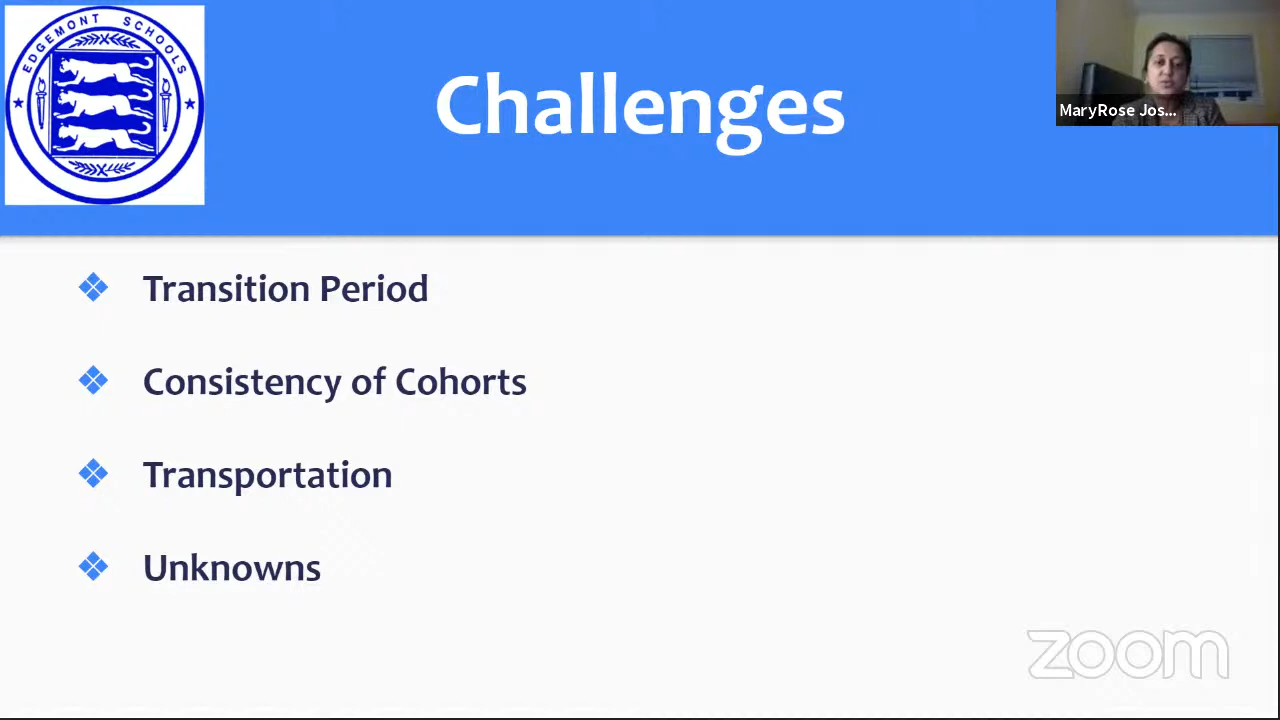 EDGEMONT SCHOOLS
Challenges
MaryRose Jos...
Transition Period
Consistency of Cohorts
Transportation
Unknowns
zoom